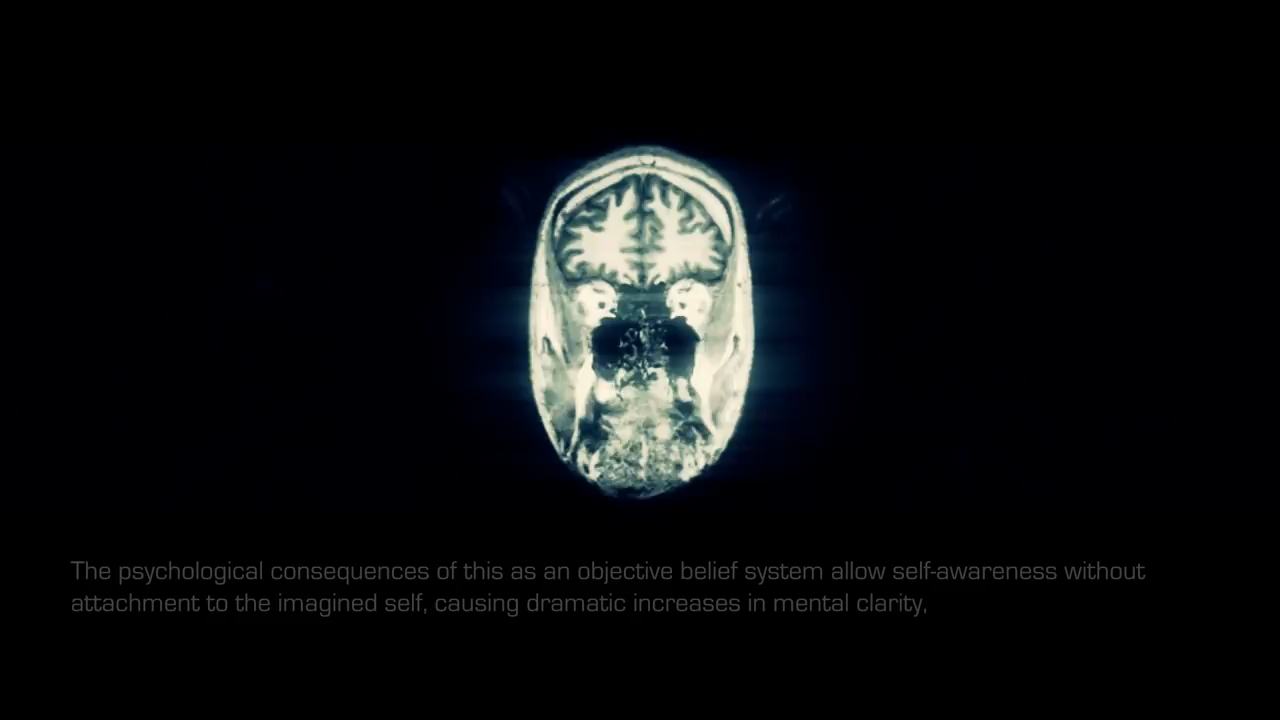 The psychological consequences of this as an objective belief system allow self-awareness without
attachment to the imagined self, causing dramatic increases in mental clarity,